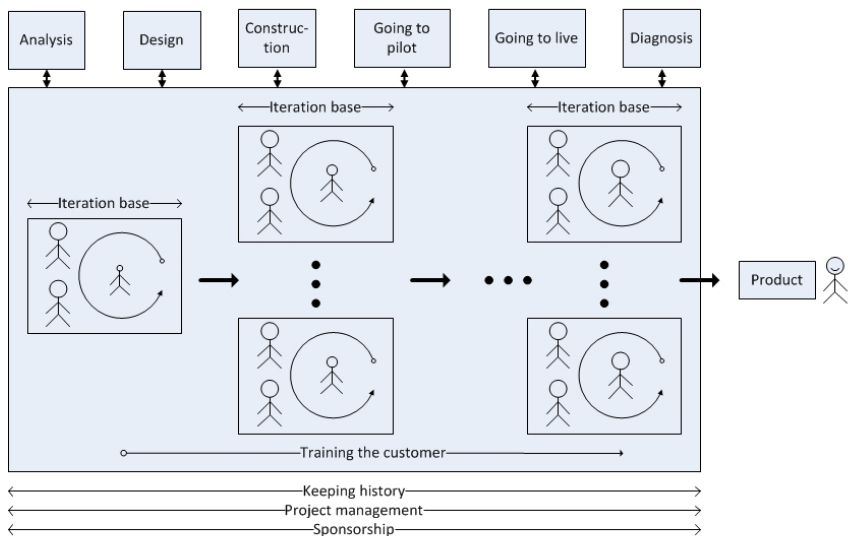 Analysis
Design
Construc-
tion
Going to
pilot
Going to live
Diagnosis
Iteration base
Iteration base
Iteration base
Product
Training the customer
Keeping history
Project management
Sponsorship